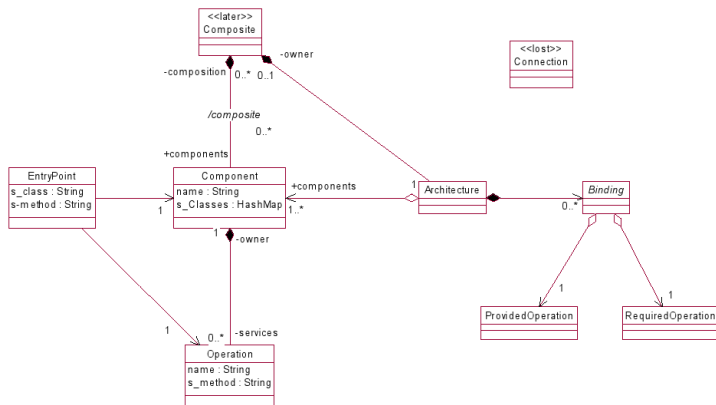 <<later>>
Composite
-owner
-composition
0..*
0..1
<<lost>>
Connection
/composite
0..*
+components
EntryPoint
s_class : String
s-method : String
Component
name : String
s_Classes : HashMap
+components
1
1..*
Architecture
Binding
0..*
1
1
-owner
1
1
ProvidedOperation
RequiredOperation
1
0..*
-services
Operation
name : String
s_method : String